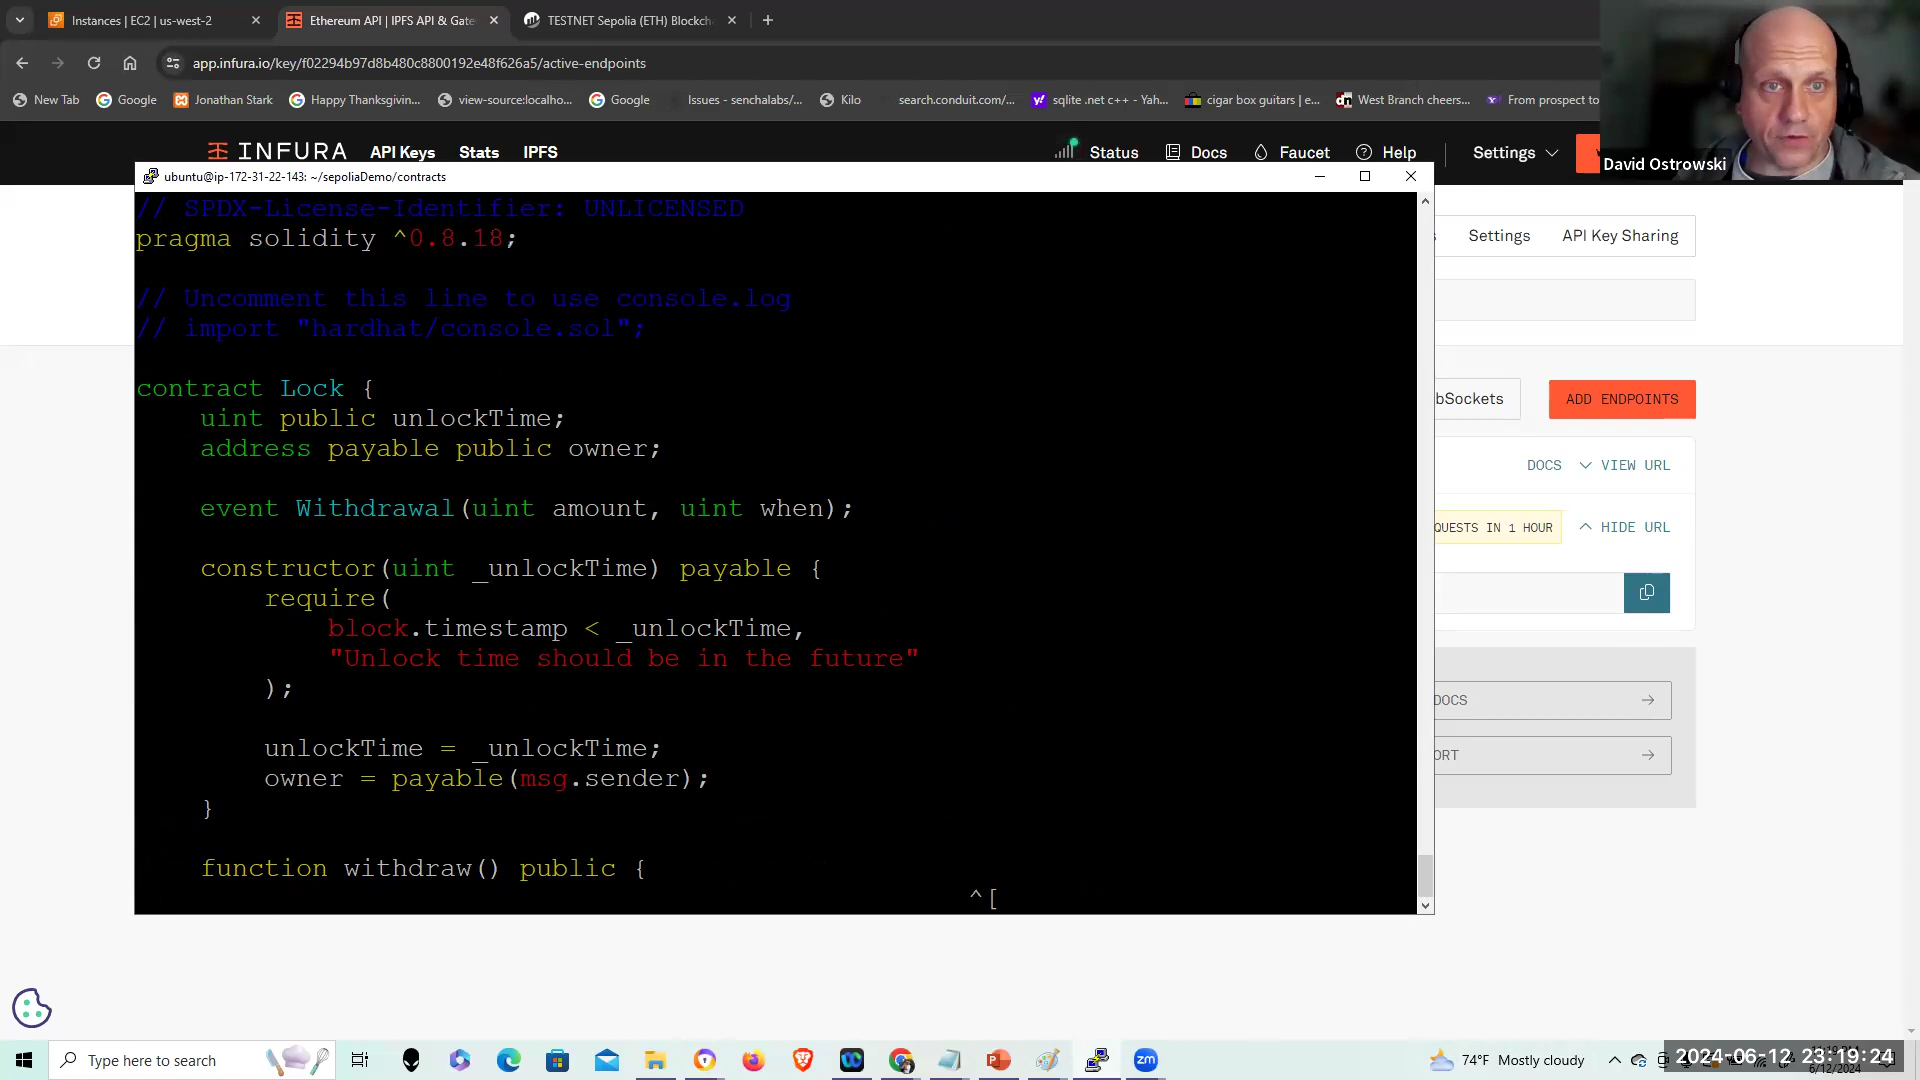 Instances | EC2 | us-west-2
Ethereum API | IPFS API & Gate
TESTNET Sepolia (ETH) Blockch
app.infura.io/key/f02294b97d8b480c8800192e48f626a5/active-endpoints
New Tab
Google
Jonathan Stark
Happy Thanksgivin...
view-source:localho...
Google
Issues - senchalabs/...
Kilo
search.conduit.com/...
sqlite .net c++ - Yah...
cigar box guitars | e...
West Branch cheers...
From prospect to
INFURA
API Keys
Stats
IPFS
Status
Docs
Faucet
Help
Settings
David Ostrowski
ubuntu@ip-172-31-22-143: ~/sepoliaDemo/contracts
// SPDX-License-Identifier: UNLICENSED
pragma solidity ^0.8.18;
// Uncomment this line to use console.log
// import "hardhat/console.sol";
contract Lock {
uint public unlockTime;
address payable public owner;
event Withdrawal(uint amount, uint when);
constructor(uint _unlockTime) payable {
require(
block.timestamp < _unlockTime,
"Unlock time should be in the future"
);
unlockTime = _unlockTime;
owner = payable(msg.sender);
}
function withdraw() public {
^[
Settings
API Key Sharing
bSockets
ADD ENDPOINTS
DOCS
VIEW URL
QUESTS IN 1 HOUR
HIDE URL
DOCS
ORT
Type here to search
74°F Mostly cloudy
2024-06-12 23:19:24
6/12/2024